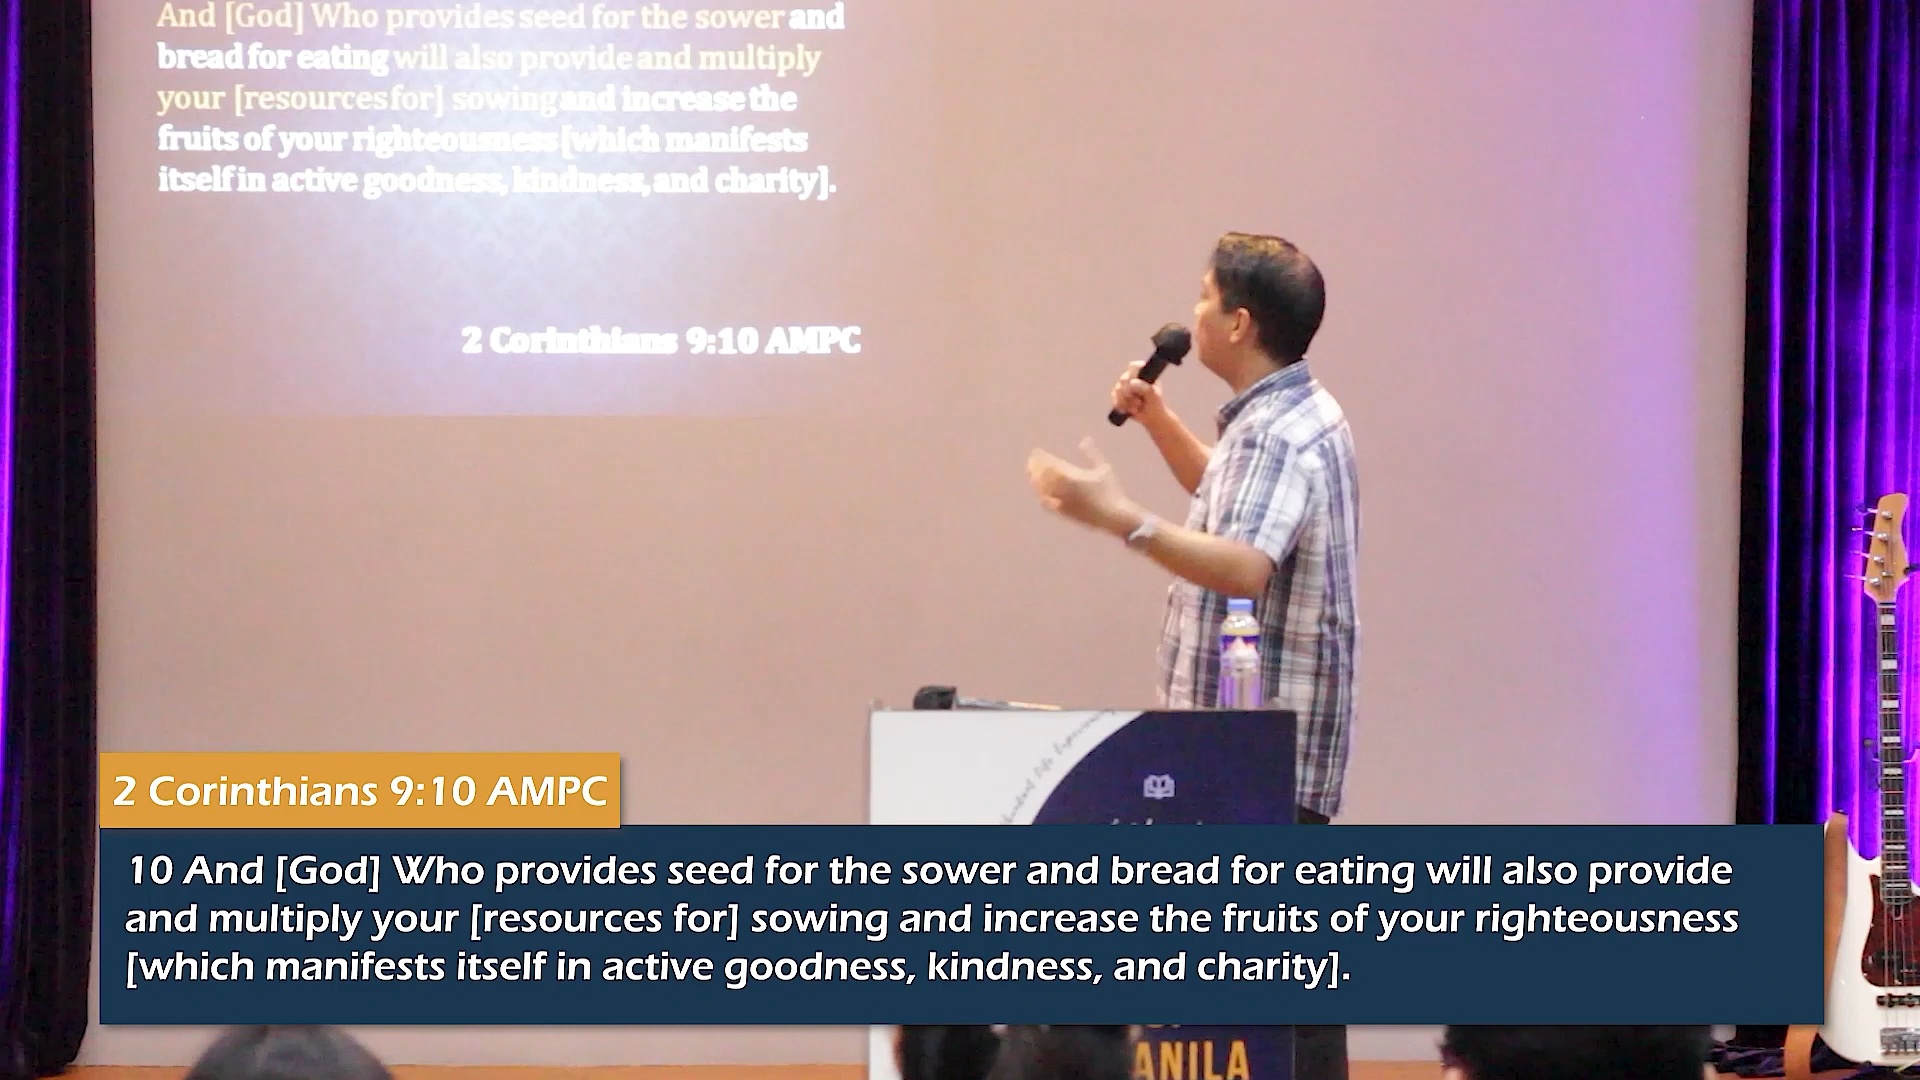 And [God] Who provides seed for the sower and
bread for eating will also provide and multiply
your [resources for] sowing and increase the
fruits of your righteousness [which manifests
itself in active goodness, kindness, and charity].
2 Corinthians 9:10 AMPC
2 Corinthians 9:10 AMPC
10 And [God] Who provides seed for the sower and bread for eating will also provide
and multiply your [resources for] sowing and increase the fruits of your righteousness
[which manifests itself in active goodness, kindness, and charity].
ANILA